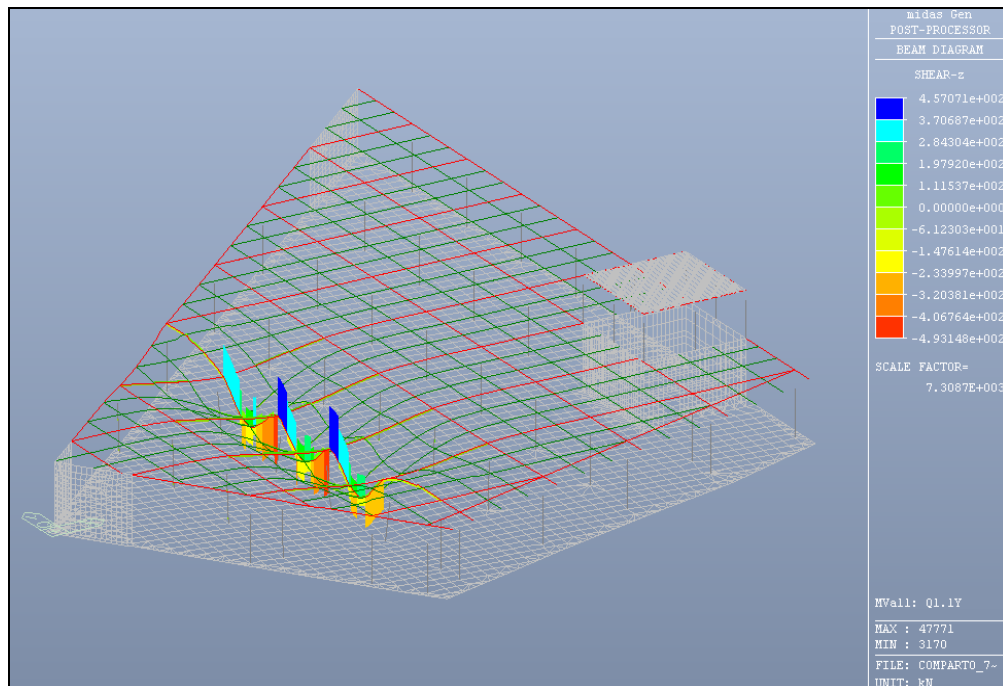 midas Gen
POST-PROCESSOR
BEAM DIAGRAM
SHEAR-z
4.57071e+002
3.70687e+002
2.84304e+002
1.97920e+002
1.11537e+002
0.00000e+000
-6.12303e+001
-1.47614e+002
-2.33997e+002
-3.20381e+002
-4.06764e+002
-4.93148e+002
SCALE FACTOR=
7.3087E+003
MVall: Q1.1Y
MAX : 47771
MIN : 3170
FILE: COMPARTO_7~
UNIT: kN